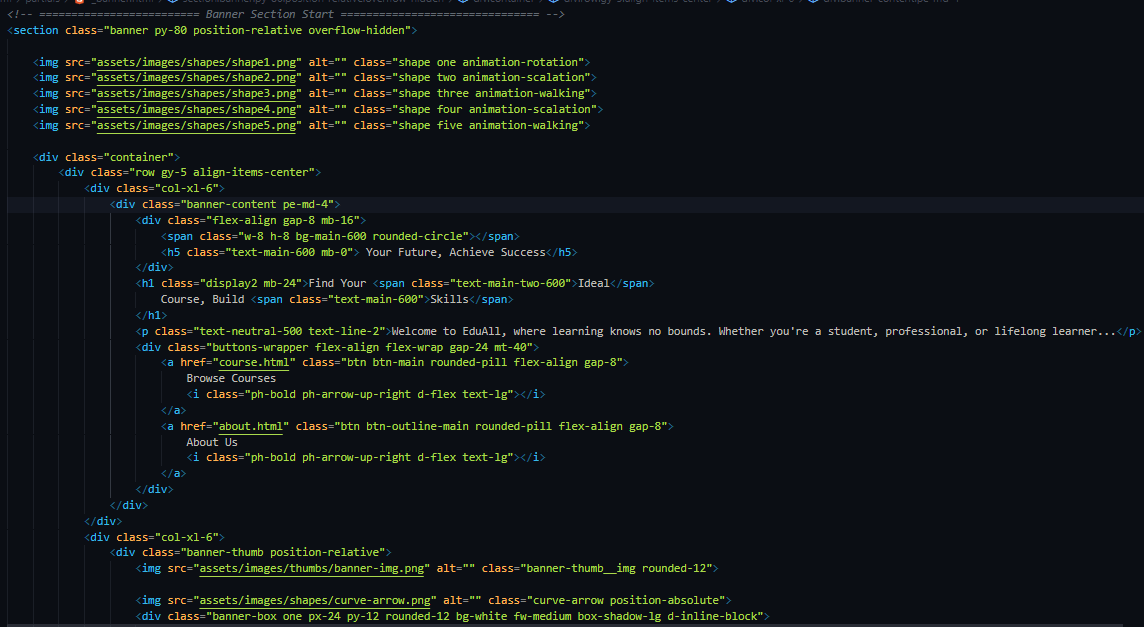 <!-- ========================= Banner Section Start =============================== -->
<section class="banner py-80 position-relative overflow-hidden">
<img src="assets/images/shapes/shape1.png" alt="" class="shape one animation-rotation">
<img src="assets/images/shapes/shape2.png" alt="" class="shape two animation-scalation">
<img src="assets/images/shapes/shape3.png" alt="" class="shape three animation-walking">
<img src="assets/images/shapes/shape4.png" alt="" class="shape four animation-scalation">
<img src="assets/images/shapes/shape5.png" alt="" class="shape five animation-walking">
<div class="container">
<div class="row gy-5 align-items-center">
<div class="col-xl-6">
<div class="banner-content pe-md-4">
<div class="flex-align gap-8 mb-16">
<span class="w-8 h-8 bg-main-600 rounded-circle"></span>
<h5 class="text-main-600 mb-0"> Your Future, Achieve Success</h5>
</div>
<h1 class="display2 mb-24">Find Your <span class="text-main-two-600">Ideal</span>
Course, Build <span class="text-main-600">Skills</span>
</h1>
<p class="text-neutral-500 text-line-2">Welcome to EduAll, where learning knows no bounds. Whether you're a student, professional, or lifelong learner...</p>
<div class="buttons-wrapper flex-align flex-wrap gap-24 mt-40">
<a href="course.html" class="btn btn-main rounded-pill flex-align gap-8">
Browse Courses
<i class="ph-bold ph-arrow-up-right d-flex text-lg"></i>
</a>
<a href="about.html" class="btn btn-outline-main rounded-pill flex-align gap-8">
About Us
<i class="ph-bold ph-arrow-up-right d-flex text-lg"></i>
</a>
</div>
</div>
</div>
<div class="col-xl-6">
<div class="banner-thumb position-relative">
<img src="assets/images/thumbs/banner-img.png" alt="" class="banner-thumb__img rounded-12">
<img src="assets/images/shapes/curve-arrow.png" alt="" class="curve-arrow position-absolute">
<div class="banner-box one px-24 py-12 rounded-12 bg-white fw-medium box-shadow-lg d-inline-block">